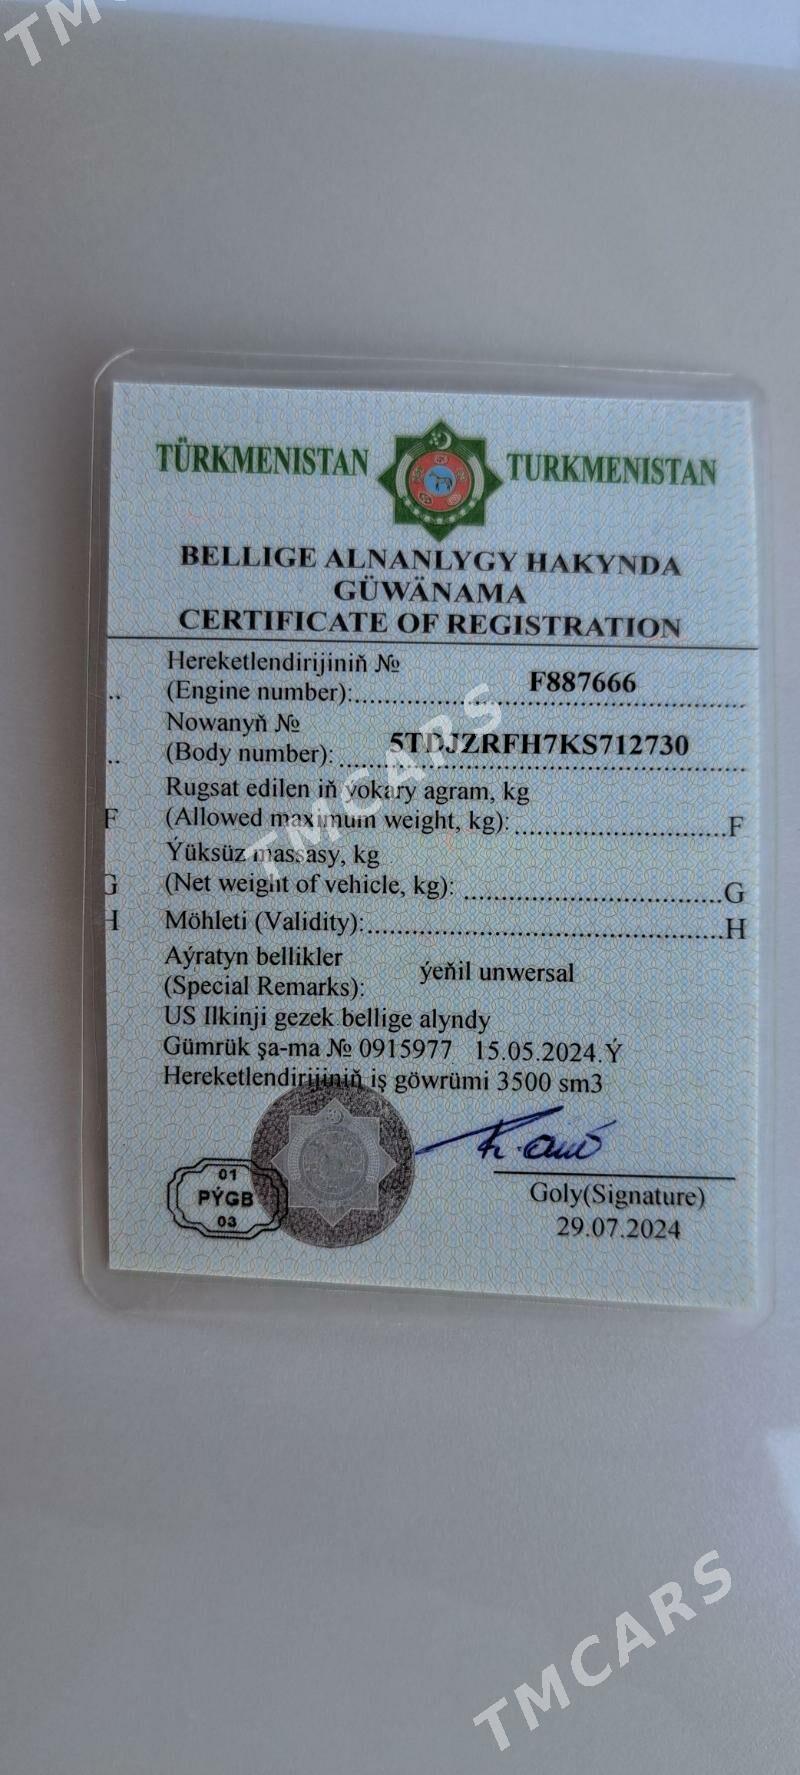 TMCARS
TÜRKMENISTAN TURKMENISTAN
BELLIGE ALNANLYGY HAKYNDA
GÜWÄNAMA
CERTIFICATE OF REGISTRATION
Hereketlendirijiniň №
(Engine number):.......... F887666
Nowanyň №
(Body number): .......... 5TDJZRFH7KS712730
Rugsat edilen iň ýokary agram, kg
F (Allowed maximum weight, kg): ..........F
Ýüksüz massasy, kg
G (Net weight of vehicle, kg): ..........G
H Möhleti (Validity):..........H
Aýratyn bellikler
(Special Remarks): ýeňil unwersal
US Ilkinji gezek bellige alyndy
Gümrük şa-ma № 0915977 15.05.2024.Ý
Hereketlendirijiniň iş göwrümi 3500 sm3
01
PÝGB
03
Goly(Signature)
29.07.2024
TMCARS
TMCARS